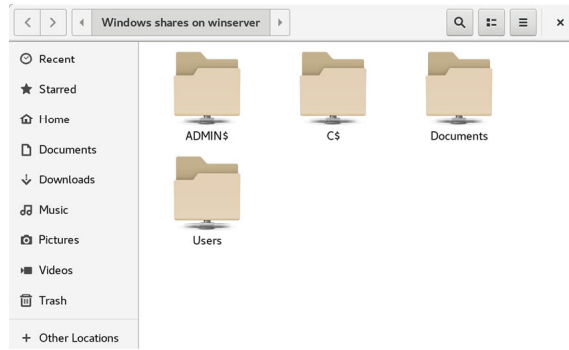 Windows shares on winserver
Recent
Starred
Home
Documents
Downloads
Music
Pictures
Videos
Trash
+ Other Locations
ADMIN$
C$
Documents
Users